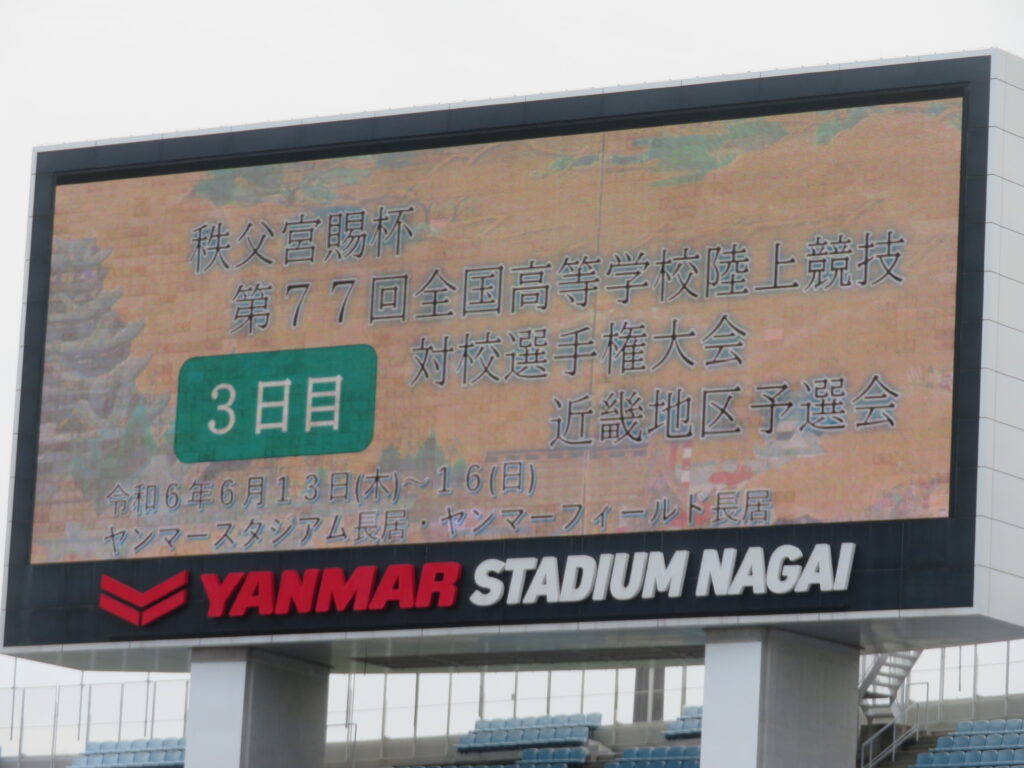 秩父宮賜杯
第77回全国高等学校陸上競技
対校選手権大会
3日目
近畿地区予選会
令和6年6月13日(木)～16(日)
ヤンマースタジアム長居・ヤンマーフィールド長居
YANMAR STADIUM NAGAI